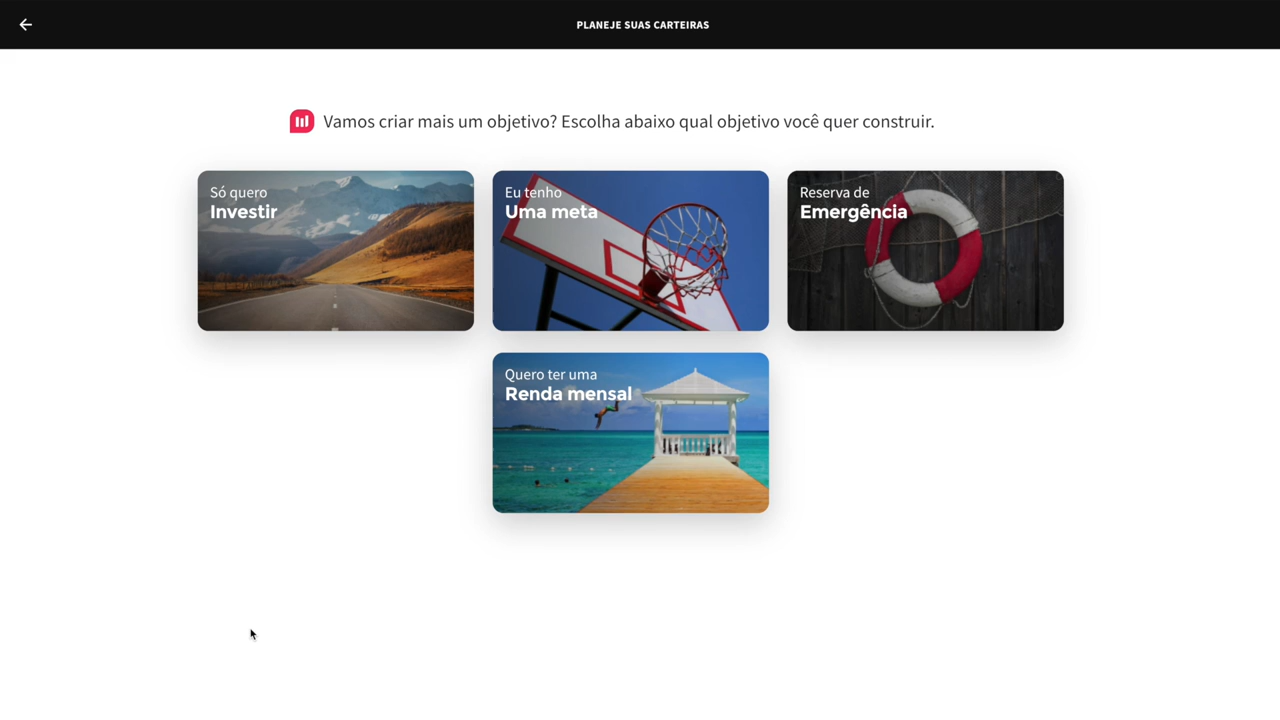 PLANEJE SUAS CARTEIRAS
Vamos criar mais um objetivo? Escolha abaixo qual objetivo você quer construir.
Só quero
Investir
Eu tenho
Uma meta
Reserva de
Emergência
Quero ter uma
Renda mensal